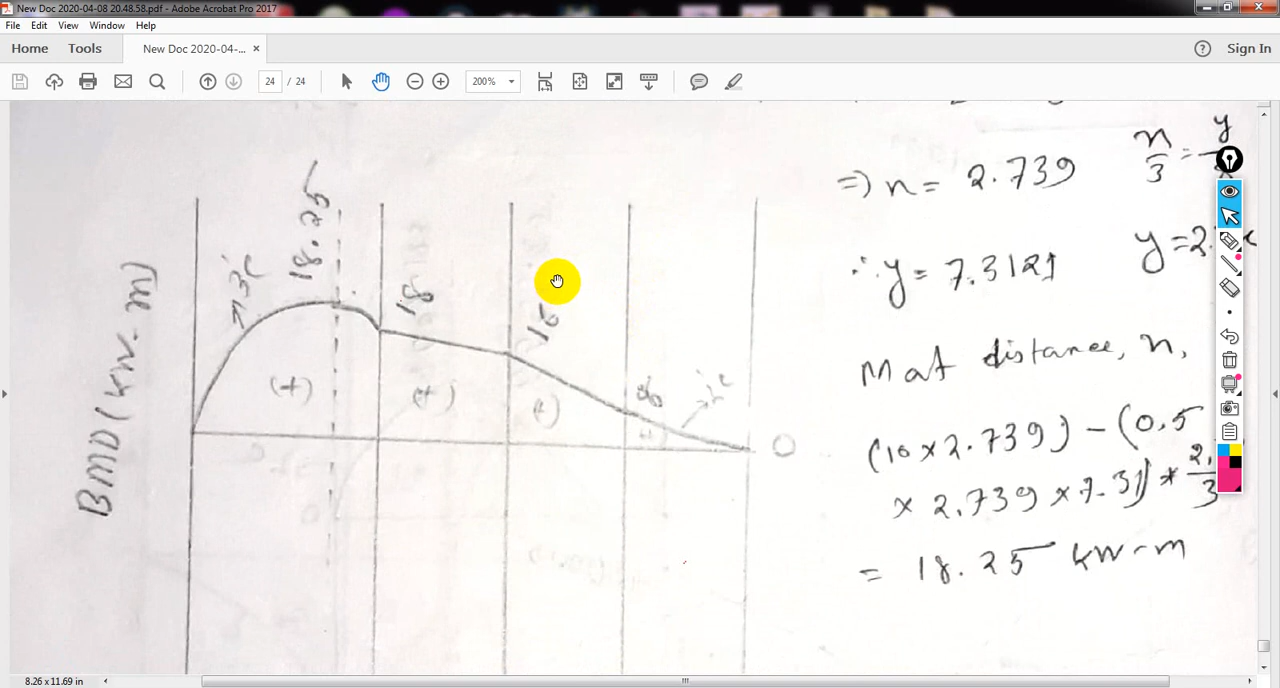 New Doc 2020-04-08 20.48.58.pdf - Adobe Acrobat Pro 2017
File Edit View Window Help
Home Tools New Doc 2020-04-... × Sign In
24 / 24 200%
BMD (kN-m)
3°c
18.25
18
16
8
0
(+)
(+)
(+)
(+)
2°c
⇒ n = 2.739
n/3 = y
∴ y = 7.3121
y = 2.
M at distance, n,
(10 × 2.739) - (0.5
× 2.739 × 7.31) * 2./3
= 18.25 kN-m
8.26 x 11.69 in